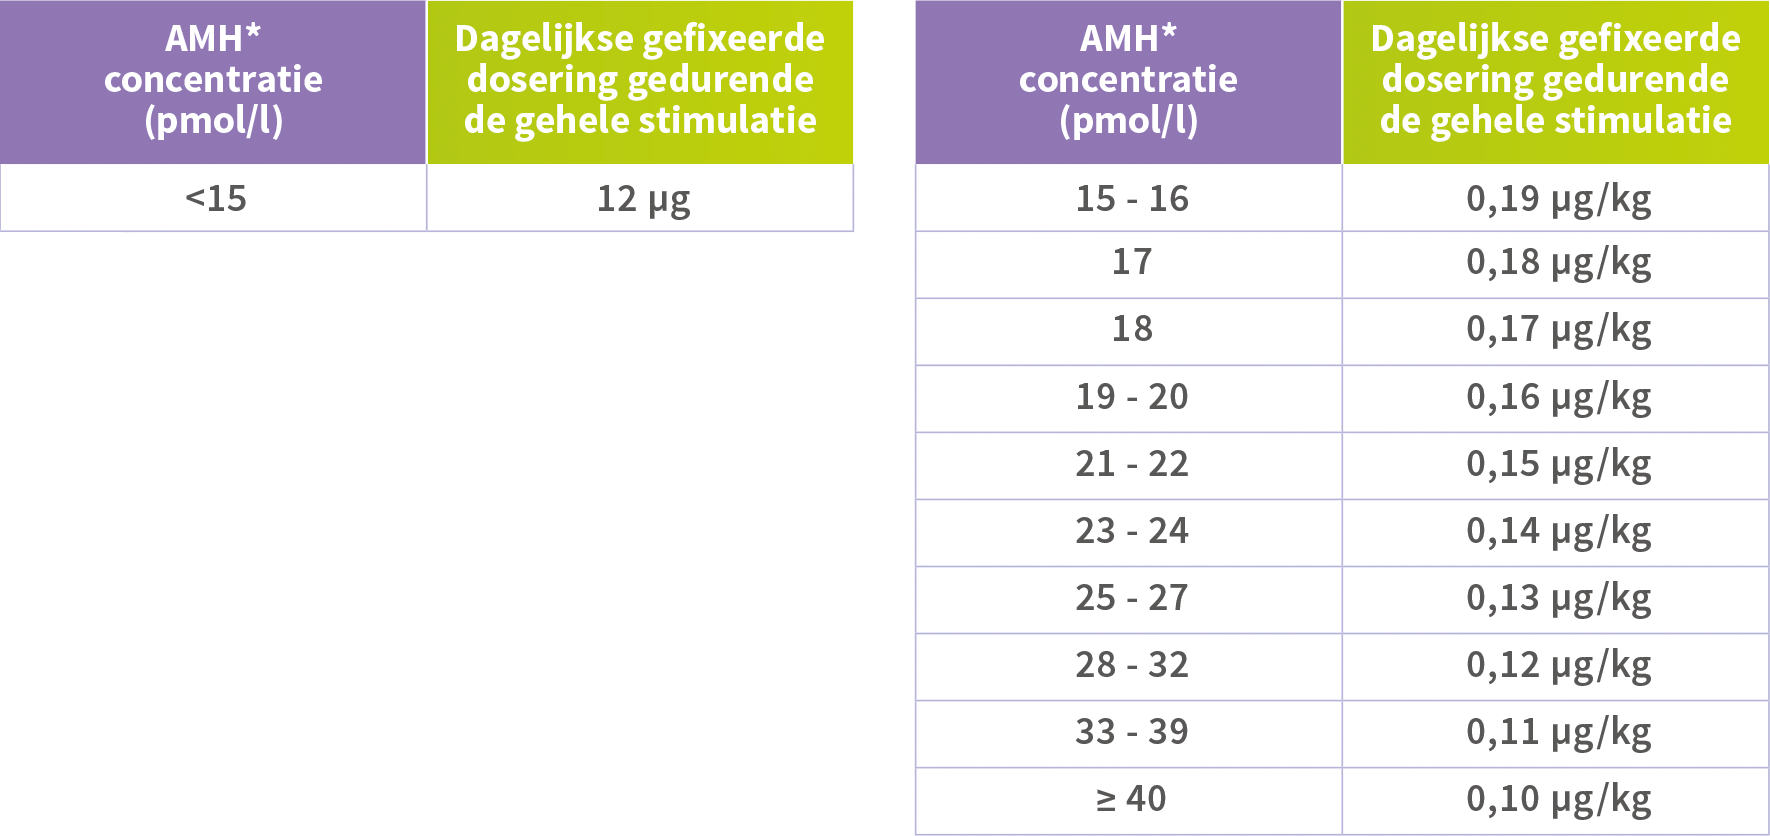 AMH*
concentratie
(pmol/l)
Dagelijkse gefixeerde
dosering gedurende
de gehele stimulatie
<15
12 µg
AMH*
concentratie
(pmol/l)
Dagelijkse gefixeerde
dosering gedurende
de gehele stimulatie
15 - 16
0,19 µg/kg
17
0,18 µg/kg
18
0,17 µg/kg
19 - 20
0,16 µg/kg
21 - 22
0,15 µg/kg
23 - 24
0,14 µg/kg
25 - 27
0,13 µg/kg
28 - 32
0,12 µg/kg
33 - 39
0,11 µg/kg
≥ 40
0,10 µg/kg